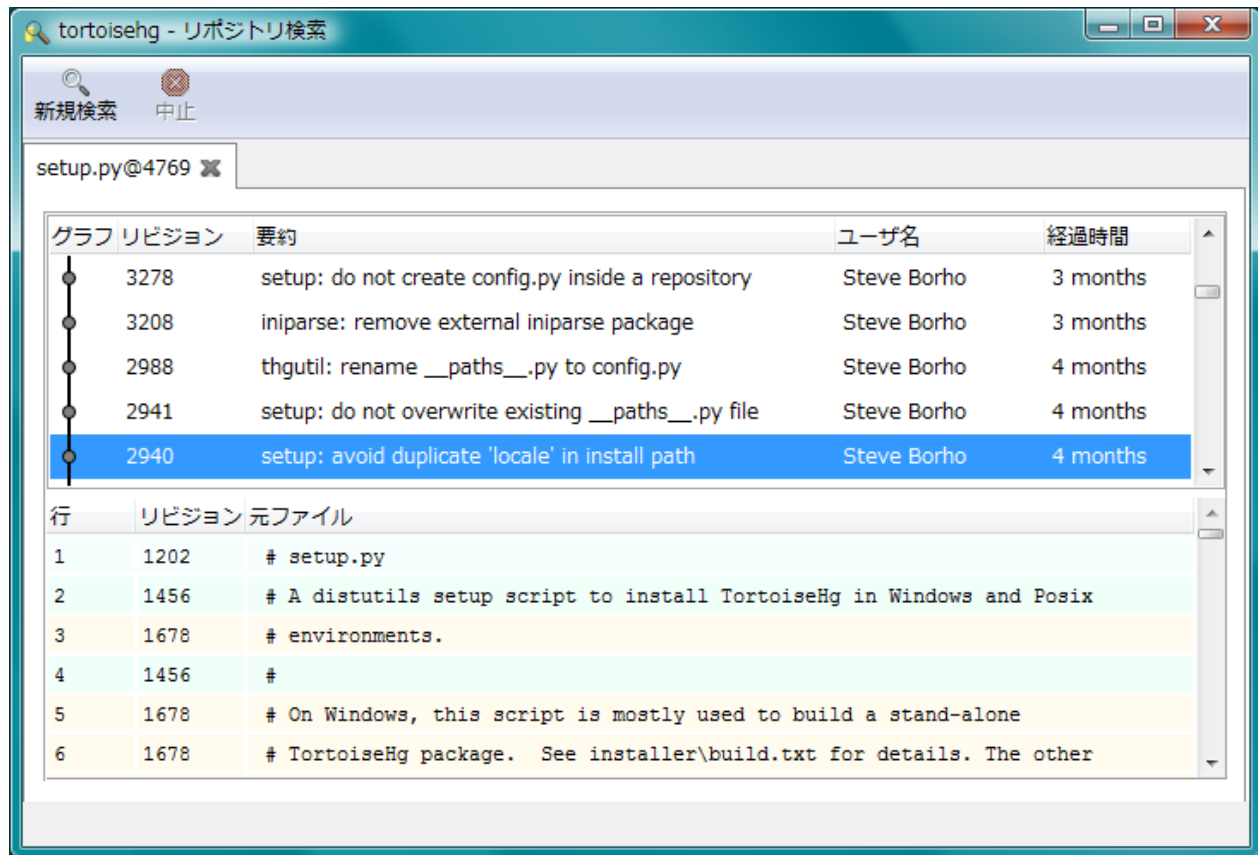 tortoisehg - リポジトリ検索
新規検索 中止
setup.py@4769
グラフ リビジョン 要約 ユーザ名 経過時間
3278 setup: do not create config.py inside a repository Steve Borho 3 months
3208 iniparse: remove external iniparse package Steve Borho 3 months
2988 thgutil: rename __paths__.py to config.py Steve Borho 4 months
2941 setup: do not overwrite existing __paths__.py file Steve Borho 4 months
2940 setup: avoid duplicate 'locale' in install path Steve Borho 4 months
行 リビジョン 元ファイル
1 1202 # setup.py
2 1456 # A distutils setup script to install TortoiseHg in Windows and Posix
3 1678 # environments.
4 1456 #
5 1678 # On Windows, this script is mostly used to build a stand-alone
6 1678 # TortoiseHg package.  See installer\build.txt for details. The other